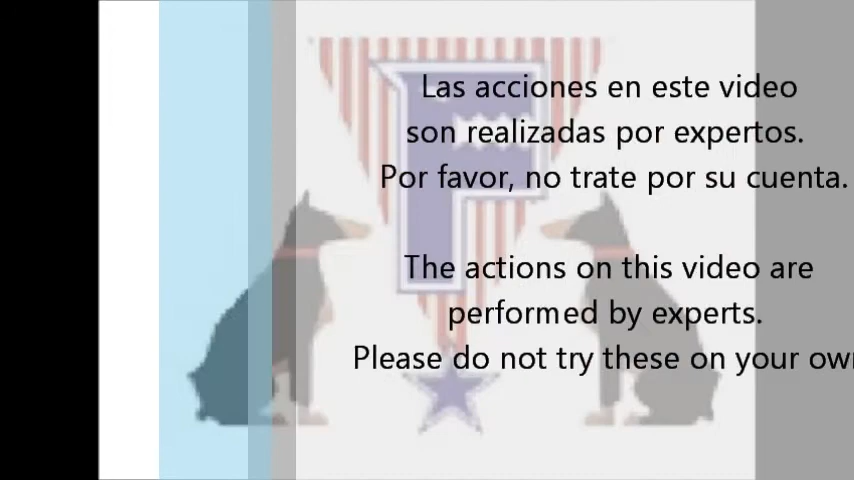 Las acciones en este video
son realizadas por expertos.
Por favor, no trate por su cuenta.
The actions on this video are
performed by experts.
Please do not try these on your own
F